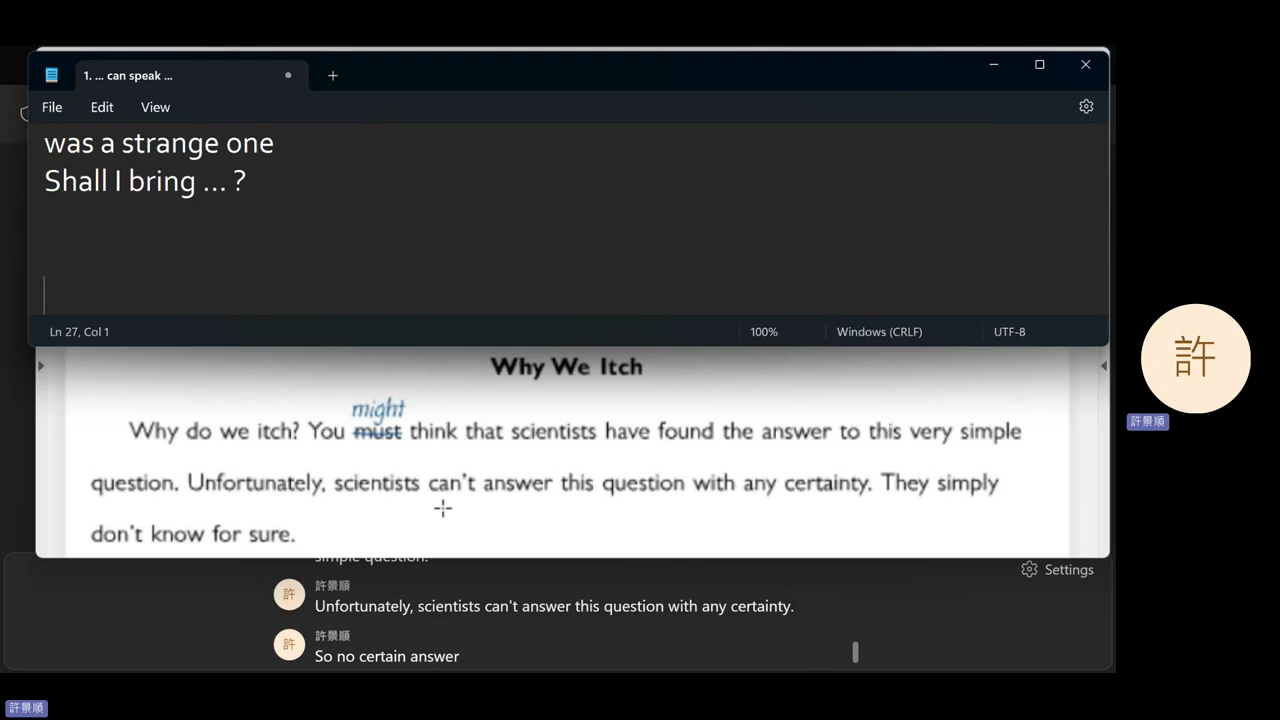 1. ... can speak ...
File Edit View
was a strange one
Shall I bring ... ?
Ln 27, Col 1 100% Windows (CRLF) UTF-8
Why We Itch
might
Why do we itch? You must think that scientists have found the answer to this very simple
question. Unfortunately, scientists can't answer this question with any certainty. They simply
don't know for sure.
simple question.
Settings
許 許景順
Unfortunately, scientists can't answer this question with any certainty.
許 許景順
So no certain answer
許
許景順
許景順